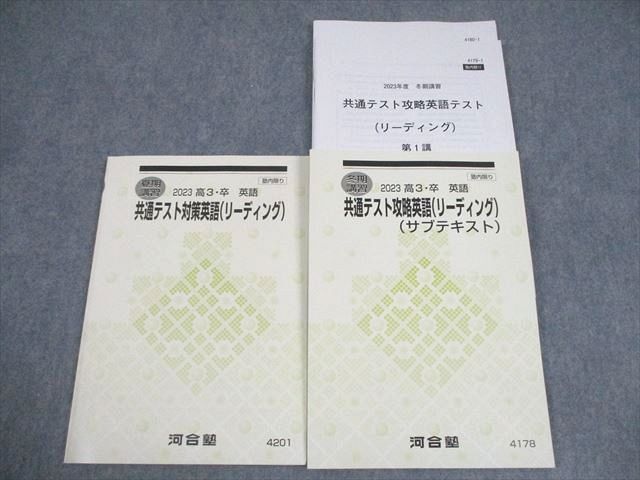 4180-1
4179-1
塾内限り
2023年度 冬期講習
共通テスト攻略英語テスト
(リーディング)
第1講
夏期講習
塾内限り
2023 高3・卒 英語
共通テスト対策英語(リーディング)
河合塾
4201
冬期講習
塾内限り
2023 高3・卒 英語
共通テスト攻略英語(リーディング)
(サブテキスト)
河合塾
4178